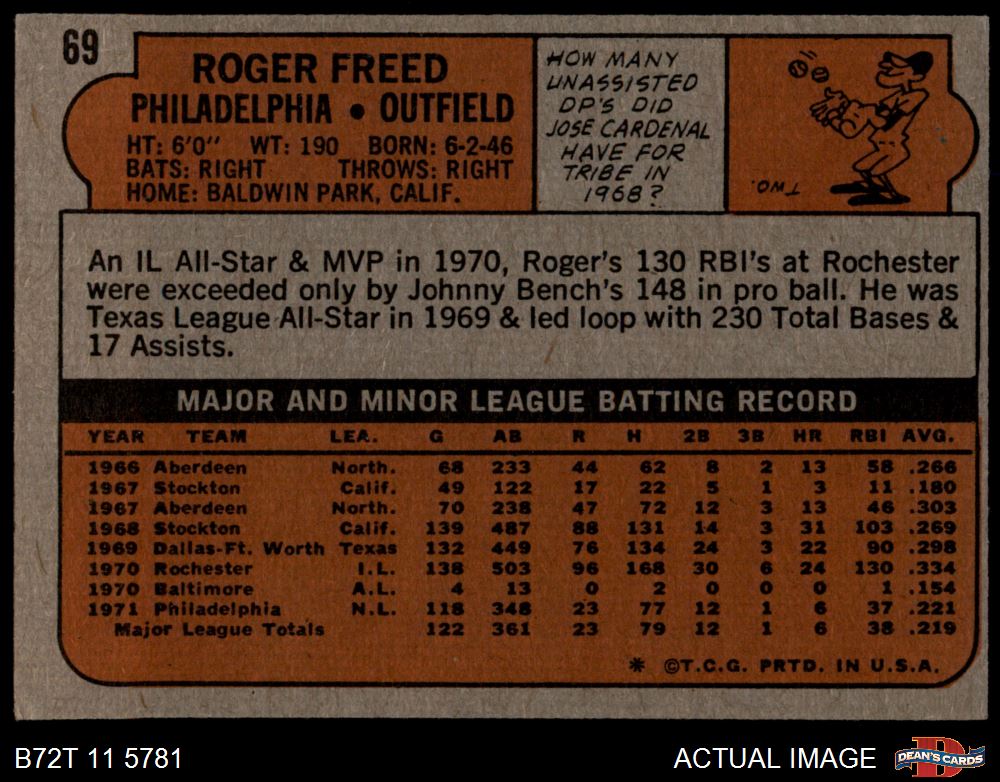 69
ROGER FREED
PHILADELPHIA • OUTFIELD
HT: 6'0" WT: 190 BORN: 6-2-46
BATS: RIGHT THROWS: RIGHT
HOME: BALDWIN PARK, CALIF.
HOW MANY
UNASSISTED
DP'S DID
JOSE CARDENAL
HAVE FOR
TRIBE IN
1968?
TWO.
An IL All-Star & MVP in 1970, Roger's 130 RBI's at Rochester
were exceeded only by Johnny Bench's 148 in pro ball. He was
Texas League All-Star in 1969 & led loop with 230 Total Bases &
17 Assists.
MAJOR AND MINOR LEAGUE BATTING RECORD
YEAR TEAM LEA. G AB R H 2B 3B HR RBI AVG.
1966 Aberdeen North. 68 233 44 62 8 2 13 58 .266
1967 Stockton Calif. 49 122 17 22 5 1 3 11 .180
1967 Aberdeen North. 70 238 47 72 12 3 13 46 .303
1968 Stockton Calif. 139 487 88 131 14 3 31 103 .269
1969 Dallas-Ft. Worth Texas 132 449 76 134 24 3 22 90 .298
1970 Rochester I.L. 138 503 96 168 30 6 24 130 .334
1970 Baltimore A.L. 4 13 0 2 0 0 0 1 .154
1971 Philadelphia N.L. 118 348 23 77 12 1 6 37 .221
Major League Totals 122 361 23 79 12 1 6 38 .219
* ©T.C.G. PRTD. IN U.S.A.
B72T 11 5781
ACTUAL IMAGE
D
DEAN'S CARDS